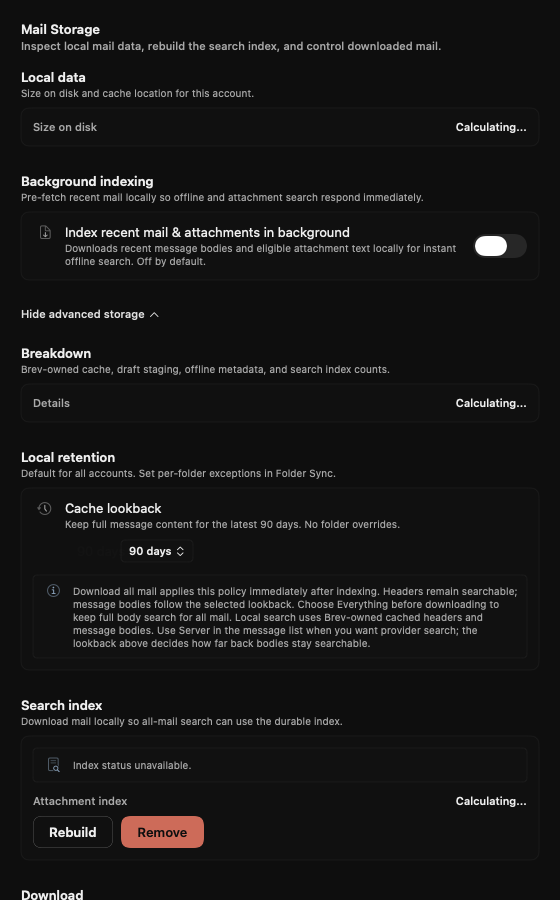 Mail Storage
Inspect local mail data, rebuild the search index, and control downloaded mail.
Local data
Size on disk and cache location for this account.
Size on disk
Calculating...
Background indexing
Pre-fetch recent mail locally so offline and attachment search respond immediately.
Index recent mail & attachments in background
Downloads recent message bodies and eligible attachment text locally for instant
offline search. Off by default.
Hide advanced storage
Breakdown
Brev-owned cache, draft staging, offline metadata, and search index counts.
Details
Calculating...
Local retention
Default for all accounts. Set per-folder exceptions in Folder Sync.
Cache lookback
Keep full message content for the latest 90 days. No folder overrides.
90 days
Download all mail applies this policy immediately after indexing. Headers remain searchable;
message bodies follow the selected lookback. Choose Everything before downloading to
keep full body search for all mail. Local search uses Brev-owned cached headers and
message bodies. Use Server in the message list when you want provider search; the
lookback above decides how far back bodies stay searchable.
Search index
Download mail locally so all-mail search can use the durable index.
Index status unavailable.
Attachment index
Calculating...
Rebuild
Remove
Download